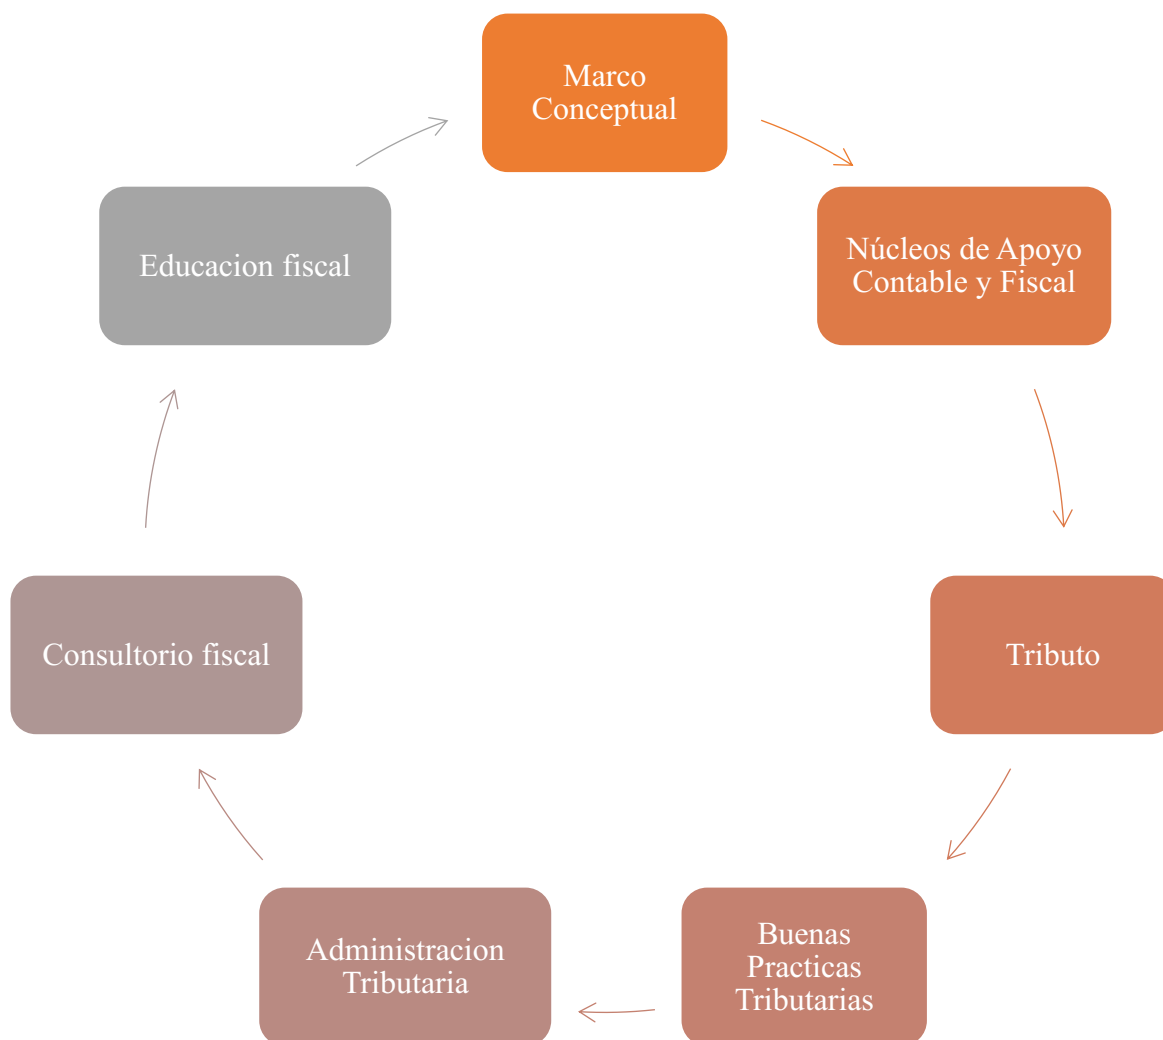 Marco
Conceptual
Núcleos de Apoyo
Contable y Fiscal
Tributo
Buenas
Practicas
Tributarias
Administracion
Tributaria
Consultorio fiscal
Educacion fiscal